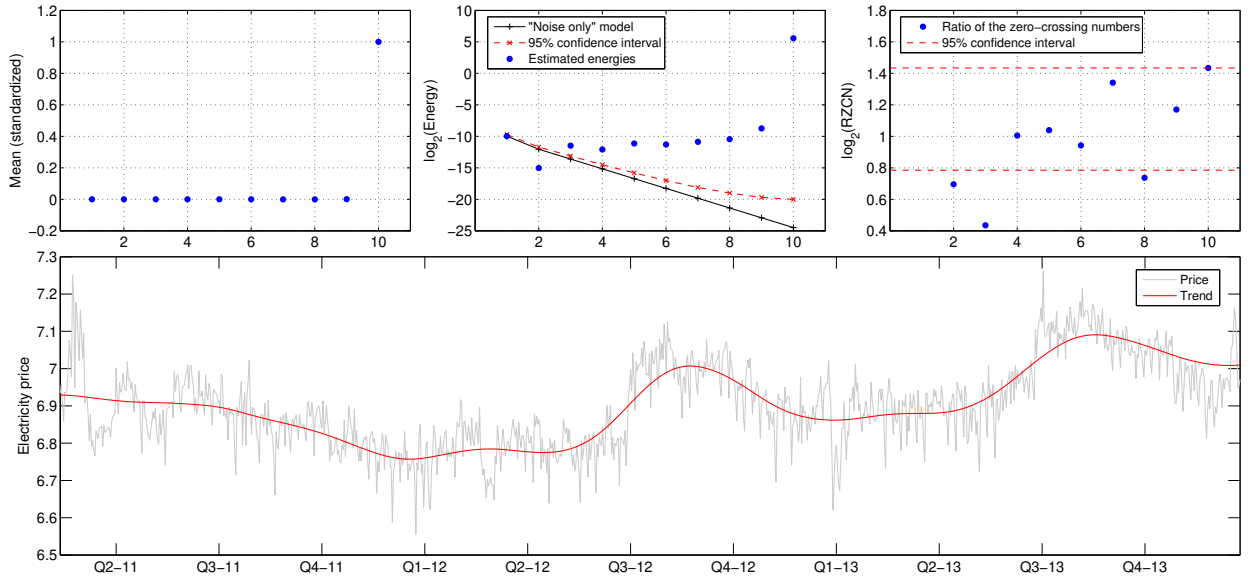 Mean (standardized)
1.2
1
0.8
0.6
0.4
0.2
0
−0.2
2 4 6 8 10
log2(Energy)
10
5
0
−5
−10
−15
−20
−25
2 4 6 8 10
"Noise only" model
95% confidence interval
Estimated energies
log2(RZCN)
1.8
1.6
1.4
1.2
1
0.8
0.6
0.4
2 4 6 8 10
Ratio of the zero−crossing numbers
95% confidence interval
Electricity price
7.3
7.2
7.1
7
6.9
6.8
6.7
6.6
6.5
Q2−11 Q3−11 Q4−11 Q1−12 Q2−12 Q3−12 Q4−12 Q1−13 Q2−13 Q3−13 Q4−13
Price
Trend